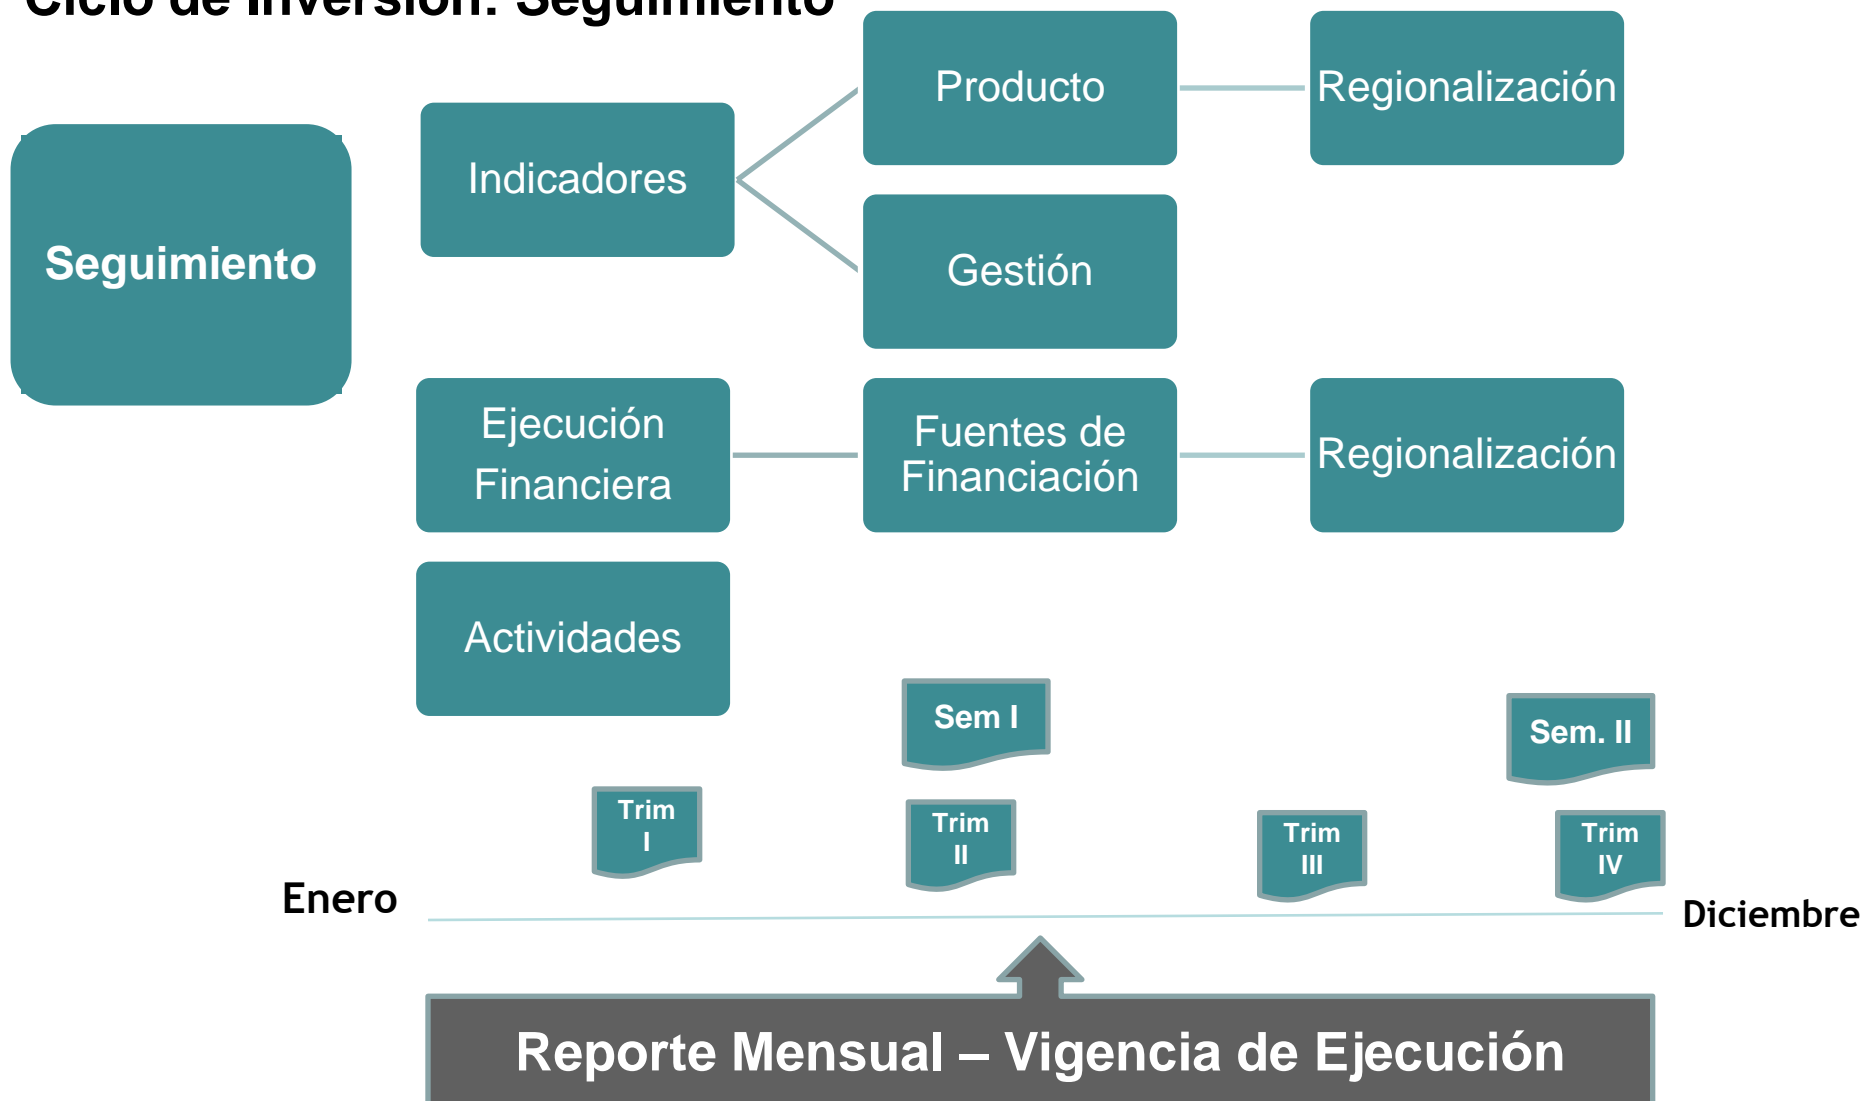 Ciclo de Inversión: Seguimiento
Seguimiento
Indicadores
Producto
Regionalización
Gestión
Ejecución
Financiera
Fuentes de
Financiación
Regionalización
Actividades
Sem I
Sem. II
Trim
I
Trim
II
Trim
III
Trim
IV
Enero
Diciembre
Reporte Mensual – Vigencia de Ejecución